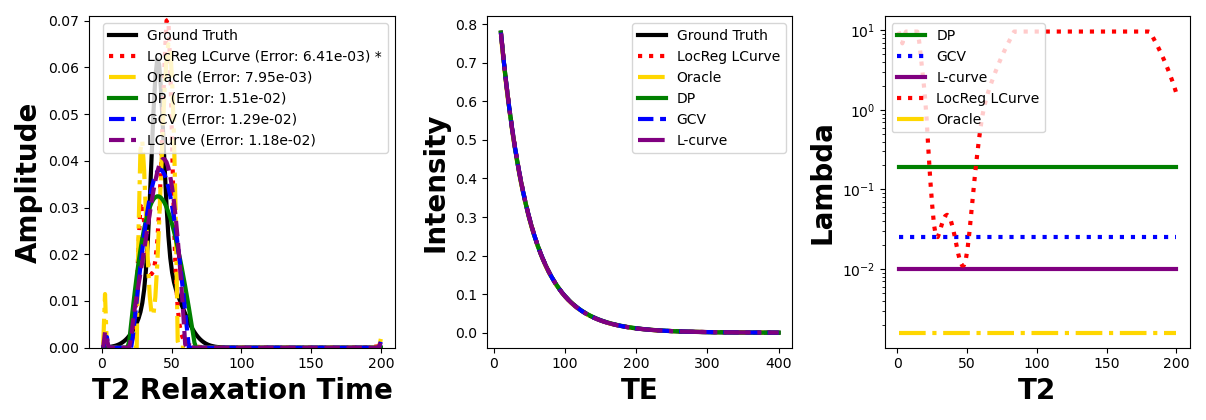 Amplitude
0.07
0.06
0.05
0.04
0.03
0.02
0.01
0.00
Ground Truth
LocReg LCurve (Error: 6.41e-03) *
Oracle (Error: 7.95e-03)
DP (Error: 1.51e-02)
GCV (Error: 1.29e-02)
LCurve (Error: 1.18e-02)
0 50 100 150 200
T2 Relaxation Time
Intensity
0.8
0.7
0.6
0.5
0.4
0.3
0.2
0.1
0.0
Ground Truth
LocReg LCurve
Oracle
DP
GCV
L-curve
0 100 200 300 400
TE
Lambda
10¹
10⁰
10⁻¹
10⁻²
DP
GCV
L-curve
LocReg LCurve
Oracle
0 50 100 150 200
T2